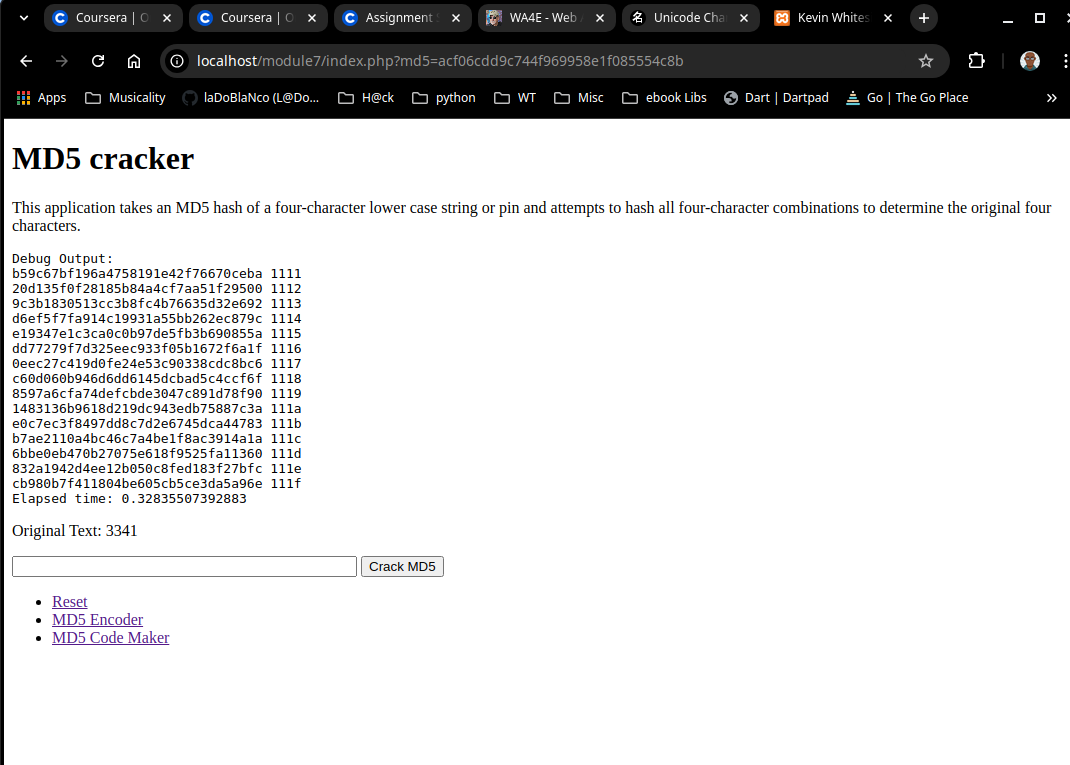 Coursera | O
Coursera | O
Assignment S
WA4E - Web A
Unicode Cha
Kevin Whites
localhost/module7/index.php?md5=acf06cdd9c744f969958e1f085554c8b
Apps
Musicality
laDoBlaNco (L@Do...
H@ck
python
WT
Misc
ebook Libs
Dart | Dartpad
Go | The Go Place
MD5 cracker
This application takes an MD5 hash of a four-character lower case string or pin and attempts to hash all four-character combinations to determine the original four
characters.
Debug Output:
b59c67bf196a4758191e42f76670ceba 1111
20d135f0f28185b84a4cf7aa51f29500 1112
9c3b1830513cc3b8fc4b76635d32e692 1113
d6ef5f7fa914c19931a55bb262ec879c 1114
e19347e1c3ca0c0b97de5fb3b690855a 1115
dd77279f7d325eec933f05b1672f6a1f 1116
0eec27c419d0fe24e53c90338cdc8bc6 1117
c60d060b946d6dd6145dcbad5c4ccf6f 1118
8597a6cfa74defcbde3047c891d78f90 1119
1483136b9618d219dc943edb75887c3a 111a
e0c7ec3f8497dd8c7d2e6745dca44783 111b
b7ae2110a4bc46c7a4be1f8ac3914a1a 111c
6bbe0eb470b27075e618f9525fa11360 111d
832a1942d4ee12b050c8fed183f27bfc 111e
cb980b7f411804be605cb5ce3da5a96e 111f
Elapsed time: 0.32835507392883
Original Text: 3341
Crack MD5
Reset
MD5 Encoder
MD5 Code Maker